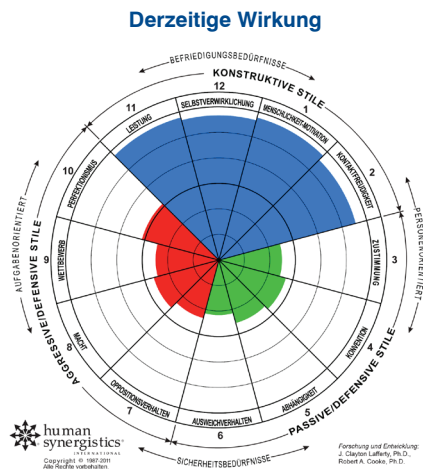 Derzeitige Wirkung
BEFRIEDIGUNGSBEDÜRFNISSE
KONSTRUKTIVE STILE
12
SELBSTVERWIRKLICHUNG
11
LEISTUNG
1
MENSCHLICHKEIT-MOTIVATION
10
PERFEKTIONISMUS
2
KONTAKTFREUDIGKEIT
AUFGABENORIENTIERT
AGGRESSIVE/DEFENSIVE STILE
9
WETTBEWERB
ZUSTIMMUNG
3
PERSONENORIENTIERT
8
MACHT
KONVENTION
4
7
OPPOSITIONSVERHALTEN
AUSWEICHVERHALTEN
6
ABHÄNGIGKEIT
5
PASSIVE/DEFENSIVE STILE
SICHERHEITSBEDÜRFNISSE
human
synergistics®
INTERNATIONAL
Copyright © 1987-2011
Alle Rechte vorbehalten.
Forschung und Entwicklung:
J. Clayton Lafferty, Ph.D.,
Robert A. Cooke, Ph.D.